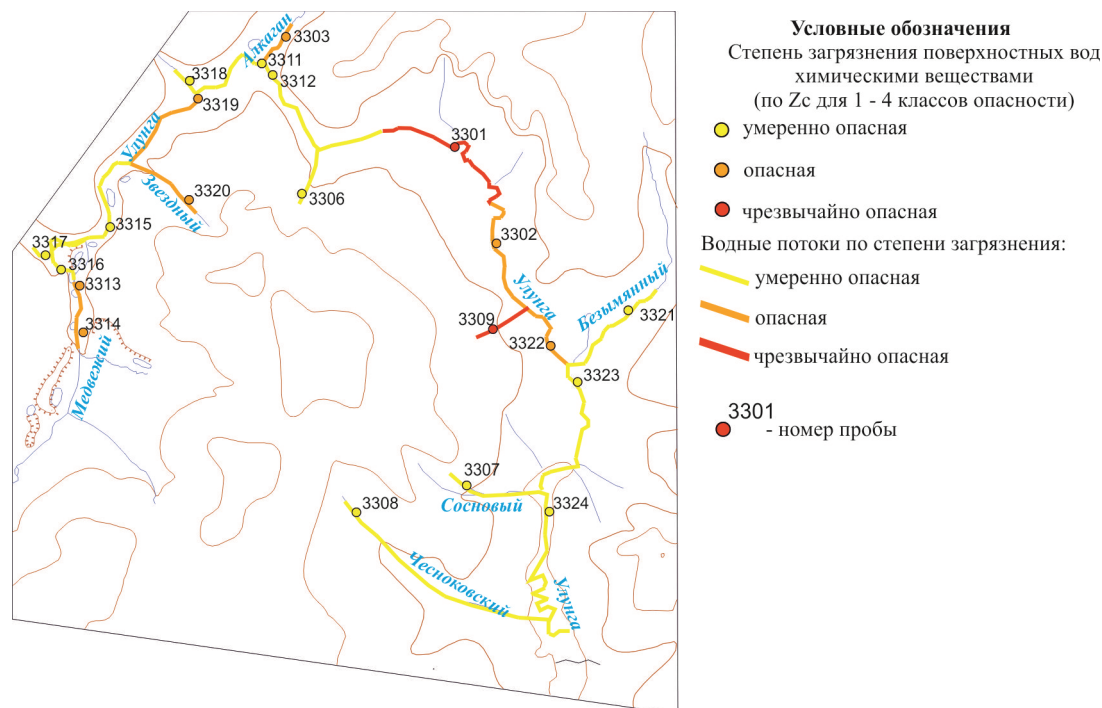 Условные обозначения
Степень загрязнения поверхностных вод
химическими веществами
(по Zc для 1 - 4 классов опасности)
умеренно опасная
опасная
чрезвычайно опасная
Водные потоки по степени загрязнения:
умеренно опасная
опасная
чрезвычайно опасная
3301
- номер пробы
Алкаган
3303
3311
3312
3318
3319
Улунга
3301
Звездный
3320
3306
3315
3302
3317
3316
3313
Улунга
Безымянный
3321
3314
3309
3322
Медвежий
3323
3307
Сосновый
3308
3324
Чесноковский
Улунга